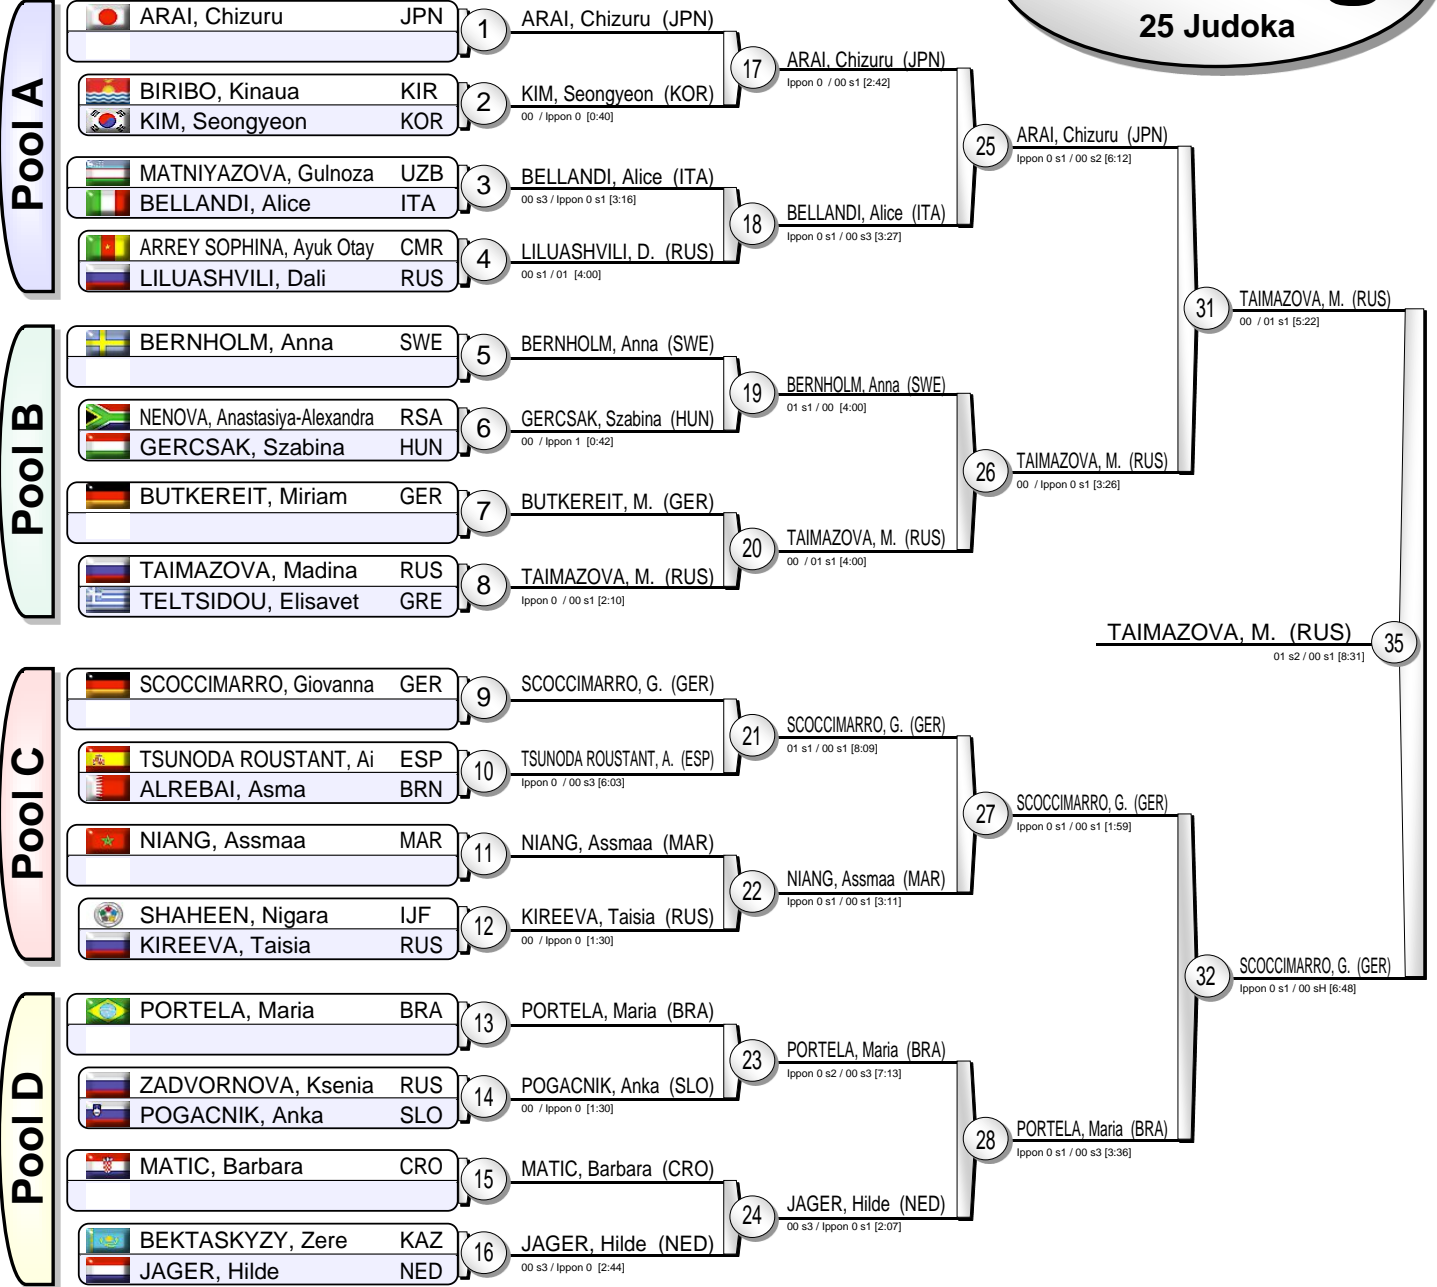 25 Judoka
Pool A
ARAI, Chizuru JPN
1
BIRIBO, Kinaua KIR
KIM, Seongyeon KOR
2
MATNIYAZOVA, Gulnoza UZB
BELLANDI, Alice ITA
3
ARREY SOPHINA, Ayuk Otay CMR
LILUASHVILI, Dali RUS
4
Pool B
BERNHOLM, Anna SWE
5
NENOVA, Anastasiya-Alexandra RSA
GERCSAK, Szabina HUN
6
BUTKEREIT, Miriam GER
7
TAIMAZOVA, Madina RUS
TELTSIDOU, Elisavet GRE
8
Pool C
SCOCCIMARRO, Giovanna GER
9
TSUNODA ROUSTANT, Ai ESP
ALREBAI, Asma BRN
10
NIANG, Assmaa MAR
11
SHAHEEN, Nigara IJF
KIREEVA, Taisia RUS
12
Pool D
PORTELA, Maria BRA
13
ZADVORNOVA, Ksenia RUS
POGACNIK, Anka SLO
14
MATIC, Barbara CRO
15
BEKTASKYZY, Zere KAZ
JAGER, Hilde NED
16
ARAI, Chizuru (JPN)
KIM, Seongyeon (KOR)
00 / Ippon 0 [0:40]
BELLANDI, Alice (ITA)
00 s3 / Ippon 0 s1 [3:16]
LILUASHVILI, D. (RUS)
00 s1 / 01 [4:00]
BERNHOLM, Anna (SWE)
GERCSAK, Szabina (HUN)
00 / Ippon 1 [0:42]
BUTKEREIT, M. (GER)
TAIMAZOVA, M. (RUS)
Ippon 0 / 00 s1 [2:10]
SCOCCIMARRO, G. (GER)
TSUNODA ROUSTANT, A. (ESP)
Ippon 0 / 00 s3 [6:03]
NIANG, Assmaa (MAR)
KIREEVA, Taisia (RUS)
00 / Ippon 0 [1:30]
PORTELA, Maria (BRA)
POGACNIK, Anka (SLO)
00 / Ippon 0 [1:30]
MATIC, Barbara (CRO)
JAGER, Hilde (NED)
00 s3 / Ippon 0 [2:44]
17
ARAI, Chizuru (JPN)
Ippon 0 / 00 s1 [2:42]
18
BELLANDI, Alice (ITA)
Ippon 0 s1 / 00 s3 [3:27]
19
BERNHOLM, Anna (SWE)
01 s1 / 00 [4:00]
20
TAIMAZOVA, M. (RUS)
00 / 01 s1 [4:00]
21
SCOCCIMARRO, G. (GER)
01 s1 / 00 s1 [8:09]
22
NIANG, Assmaa (MAR)
Ippon 0 s1 / 00 s1 [3:11]
23
PORTELA, Maria (BRA)
Ippon 0 s2 / 00 s3 [7:13]
24
JAGER, Hilde (NED)
00 s3 / Ippon 0 s1 [2:07]
25
ARAI, Chizuru (JPN)
Ippon 0 s1 / 00 s2 [6:12]
26
TAIMAZOVA, M. (RUS)
00 / Ippon 0 s1 [3:26]
27
SCOCCIMARRO, G. (GER)
Ippon 0 s1 / 00 s1 [1:59]
28
PORTELA, Maria (BRA)
Ippon 0 s1 / 00 s3 [3:36]
31
TAIMAZOVA, M. (RUS)
00 / 01 s1 [5:22]
32
SCOCCIMARRO, G. (GER)
Ippon 0 s1 / 00 sH [6:48]
TAIMAZOVA, M. (RUS)
35
01 s2 / 00 s1 [8:31]